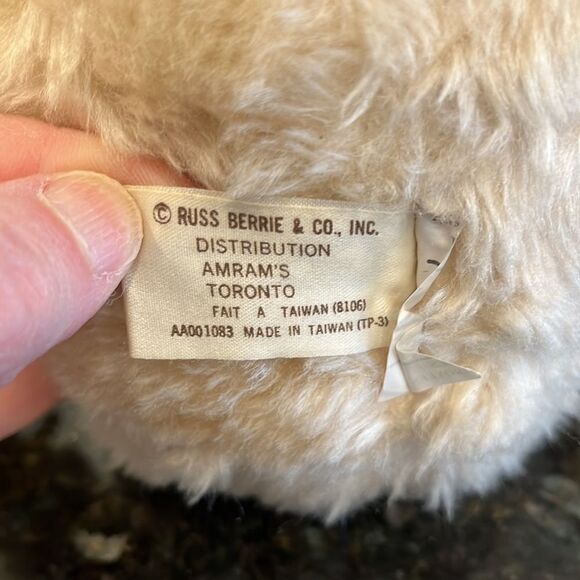 © RUSS BERRIE & CO., INC.
DISTRIBUTION
AMRAM'S
TORONTO
FAIT A TAIWAN (8106)
AA001083 MADE IN TAIWAN (TP-3)